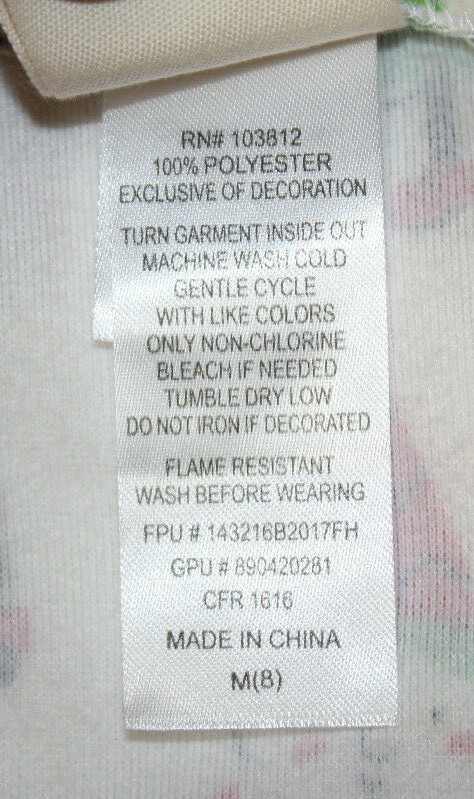 RN# 103812
100% POLYESTER
EXCLUSIVE OF DECORATION
TURN GARMENT INSIDE OUT
MACHINE WASH COLD
GENTLE CYCLE
WITH LIKE COLORS
ONLY NON-CHLORINE
BLEACH IF NEEDED
TUMBLE DRY LOW
DO NOT IRON IF DECORATED
FLAME RESISTANT
WASH BEFORE WEARING
FPU # 143216B2017FH
GPU # 890420281
CFR 1616
MADE IN CHINA
M(8)